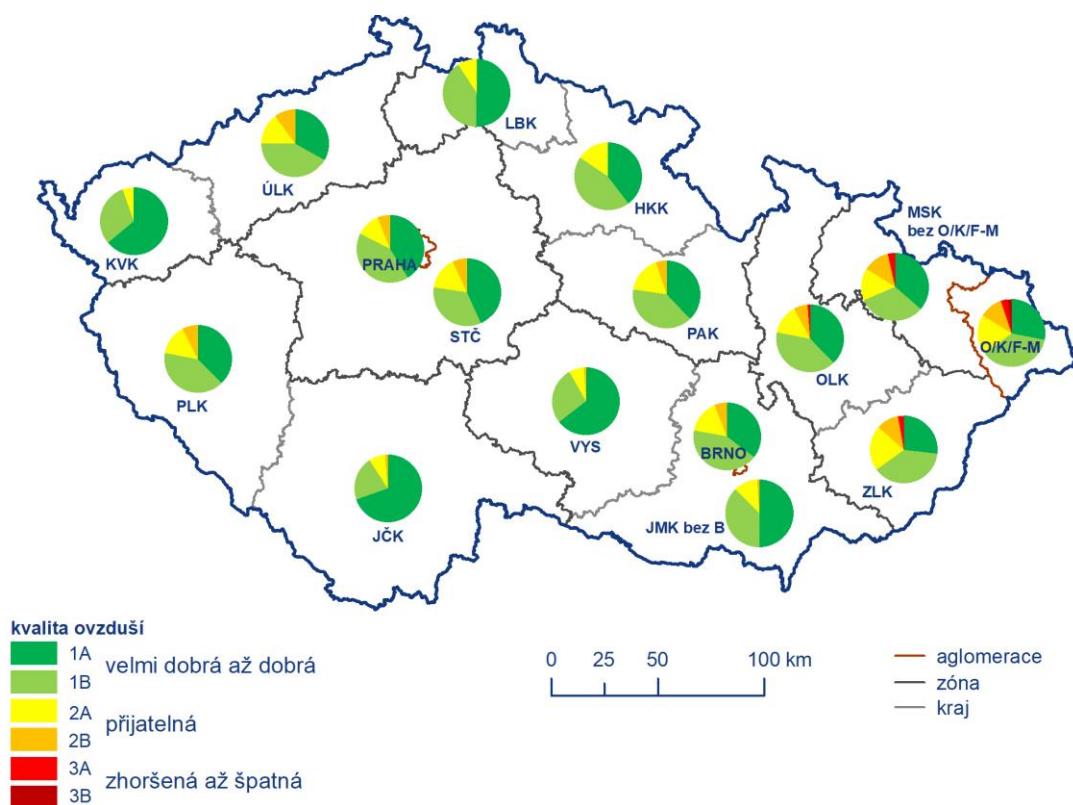 LBK
ÚLK
HKK
MSK
bez O/K/F-M
KVK
PRAHA
STČ
PAK
O/K/F-M
OLK
PLK
VYS
BRNO
ZLK
JČK
JMK bez B
kvalita ovzduší
1A
velmi dobrá až dobrá
1B
2A
přijatelná
2B
3A
zhoršená až špatná
3B
0 25 50 100 km
aglomerace
zóna
kraj